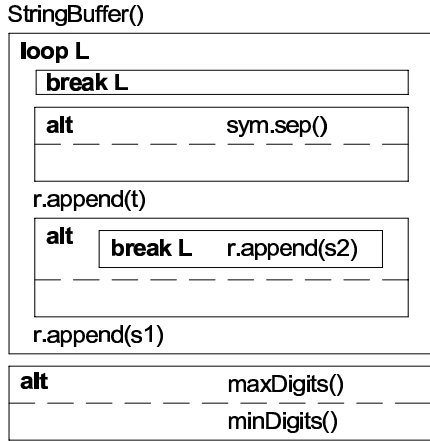 StringBuffer()
loop L
break L
alt sym.sep()
r.append(t)
alt
break L r.append(s2)
r.append(s1)
alt maxDigits()
minDigits()